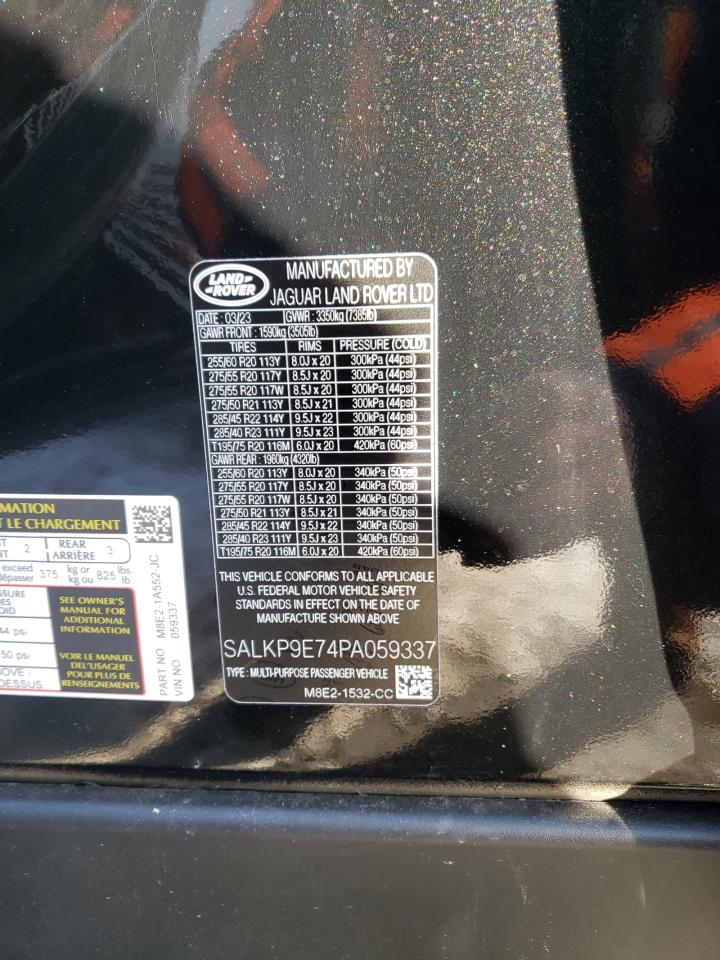 LAND ROVER
MANUFACTURED BY
JAGUAR LAND ROVER LTD
DATE : 03/23 GVWR : 3350kg (7385lb)
GAWR FRONT : 1590kg (3505lb)
TIRES RIMS PRESSURE (COLD)
255/60 R20 113Y 8.0J x 20 300kPa (44psi)
275/55 R20 117Y 8.5J x 20 300kPa (44psi)
275/55 R20 117W 8.5J x 20 300kPa (44psi)
275/50 R21 113Y 8.5J x 21 300kPa (44psi)
285/45 R22 114Y 9.5J x 22 300kPa (44psi)
285/40 R23 111Y 9.5J x 23 300kPa (44psi)
T195/75 R20 116M 6.0J x 20 420kPa (60psi)
GAWR REAR : 1960kg (4320lb)
255/60 R20 113Y 8.0J x 20 340kPa (50psi)
275/55 R20 117Y 8.5J x 20 340kPa (50psi)
275/55 R20 117W 8.5J x 20 340kPa (50psi)
275/50 R21 113Y 8.5J x 21 340kPa (50psi)
285/45 R22 114Y 9.5J x 22 340kPa (50psi)
285/40 R23 111Y 9.5J x 23 340kPa (50psi)
T195/75 R20 116M 6.0J x 20 420kPa (60psi)
THIS VEHICLE CONFORMS TO ALL APPLICABLE
U.S. FEDERAL MOTOR VEHICLE SAFETY
STANDARDS IN EFFECT ON THE DATE OF
MANUFACTURE SHOWN ABOVE
SALKP9E74PA059337
TYPE : MULTI-PURPOSE PASSENGER VEHICLE
M8E2-1532-CC
RMATION
T LE CHARGEMENT
NT 2 REAR 3
ARRIÈRE
exceed 375 kg or 825 lbs.
dépasser kg ou lb.
SSURE
ES
OID
44 psi
50 psi
BOVE !
DESSUS
SEE OWNER'S
MANUAL FOR
ADDITIONAL
INFORMATION
VOIR LE MANUEL
DEL'USAGER
POUR PLUS DE
RENSEIGNEMENTS
PART NO M8E2-1A552-JC
VIN NO 059337